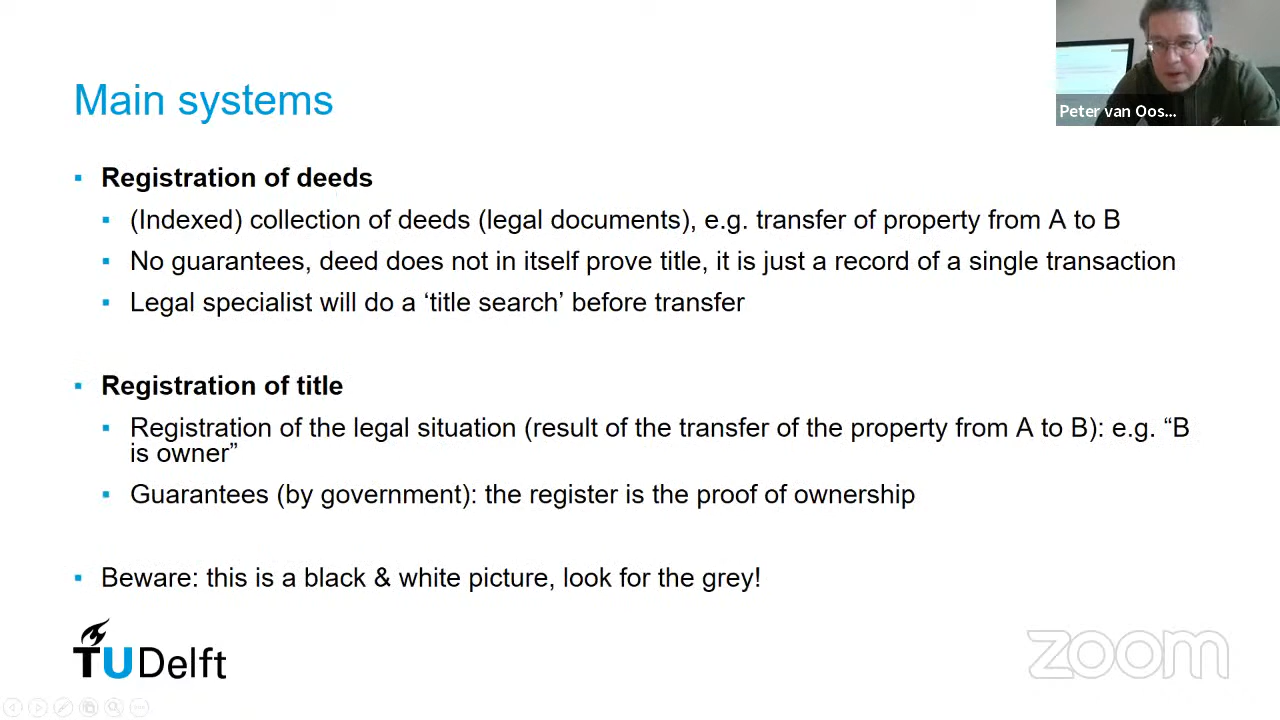 Main systems
Peter van Oos...
Registration of deeds
(Indexed) collection of deeds (legal documents), e.g. transfer of property from A to B
No guarantees, deed does not in itself prove title, it is just a record of a single transaction
Legal specialist will do a ‘title search’ before transfer
Registration of title
Registration of the legal situation (result of the transfer of the property from A to B): e.g. “B
is owner”
Guarantees (by government): the register is the proof of ownership
Beware: this is a black & white picture, look for the grey!
TU Delft
zoom